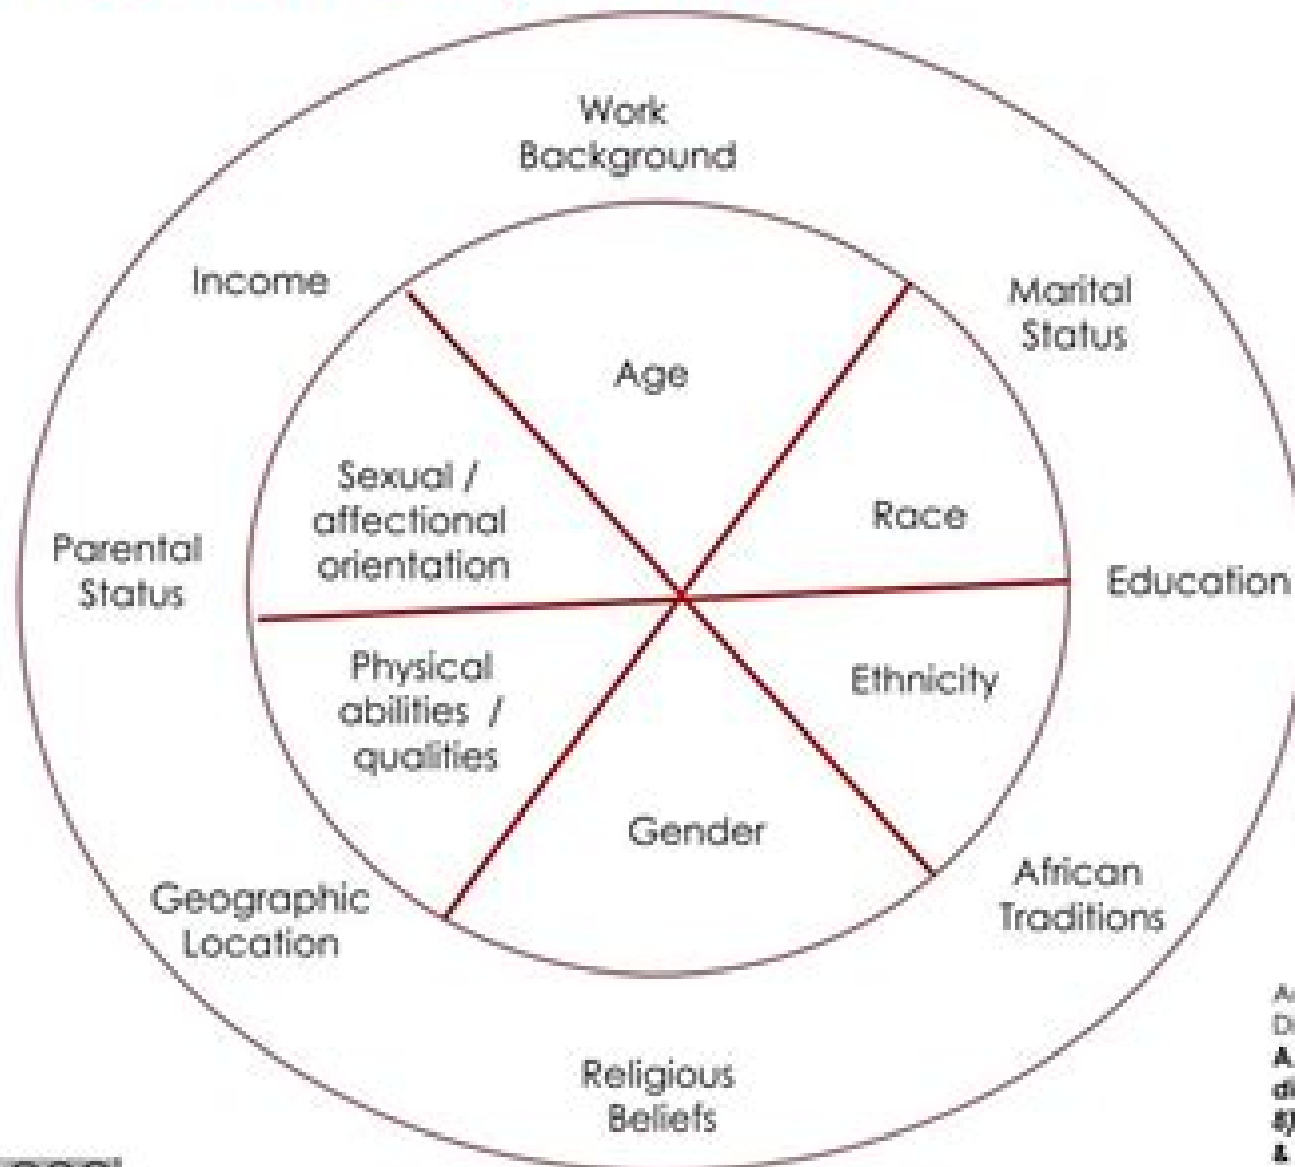 Work
Background
Income
Marital
Status
Age
Sexual /
affectional
orientation
Race
Parental
Status
Education
Physical
abilities /
qualities
Ethnicity
Gender
Geographic
Location
African
Traditions
Religious
Beliefs
A.
&